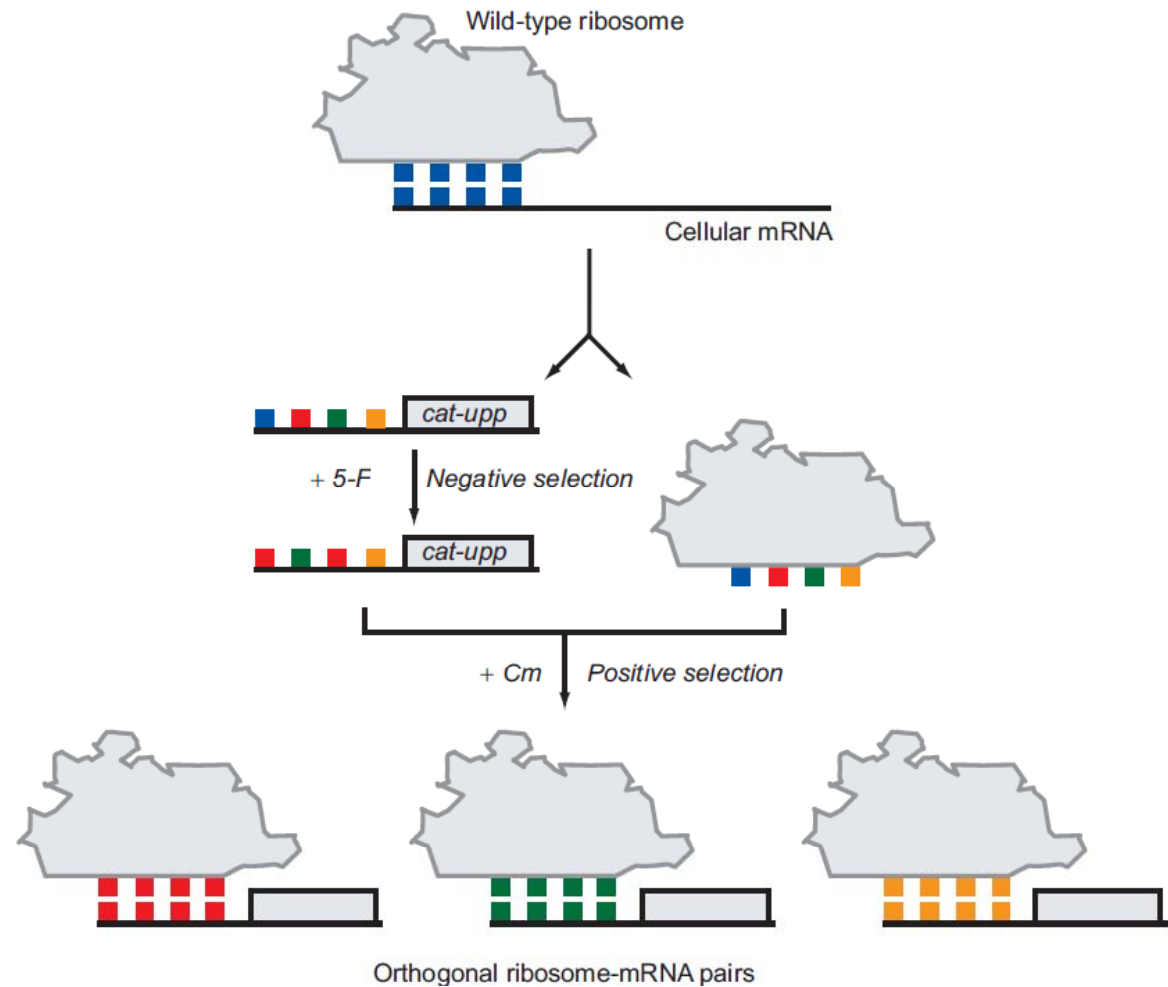 Wild-type ribosome
Cellular mRNA
cat-upp
+ 5-F Negative selection
cat-upp
+ Cm Positive selection
Orthogonal ribosome-mRNA pairs